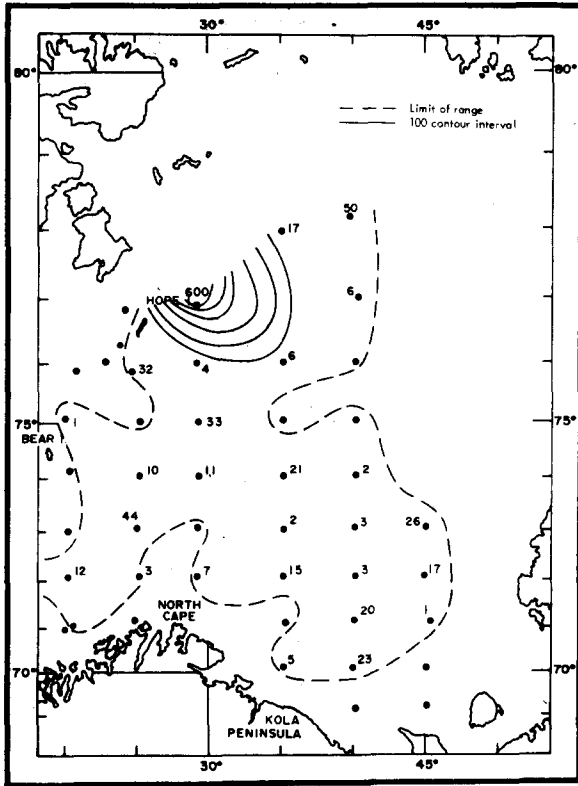 30° 45°
80° 80°
Limit of range
100 contour interval
17 50
600
HOPE 6
32 4 6
75° 1 33 75°
BEAR I
10 11 21 2
44 2 3 26
12 3 7 15 3 17
NORTH
CAPE 20 1
70° 5 23 70°
KOLA
PENINSULA
30° 45°